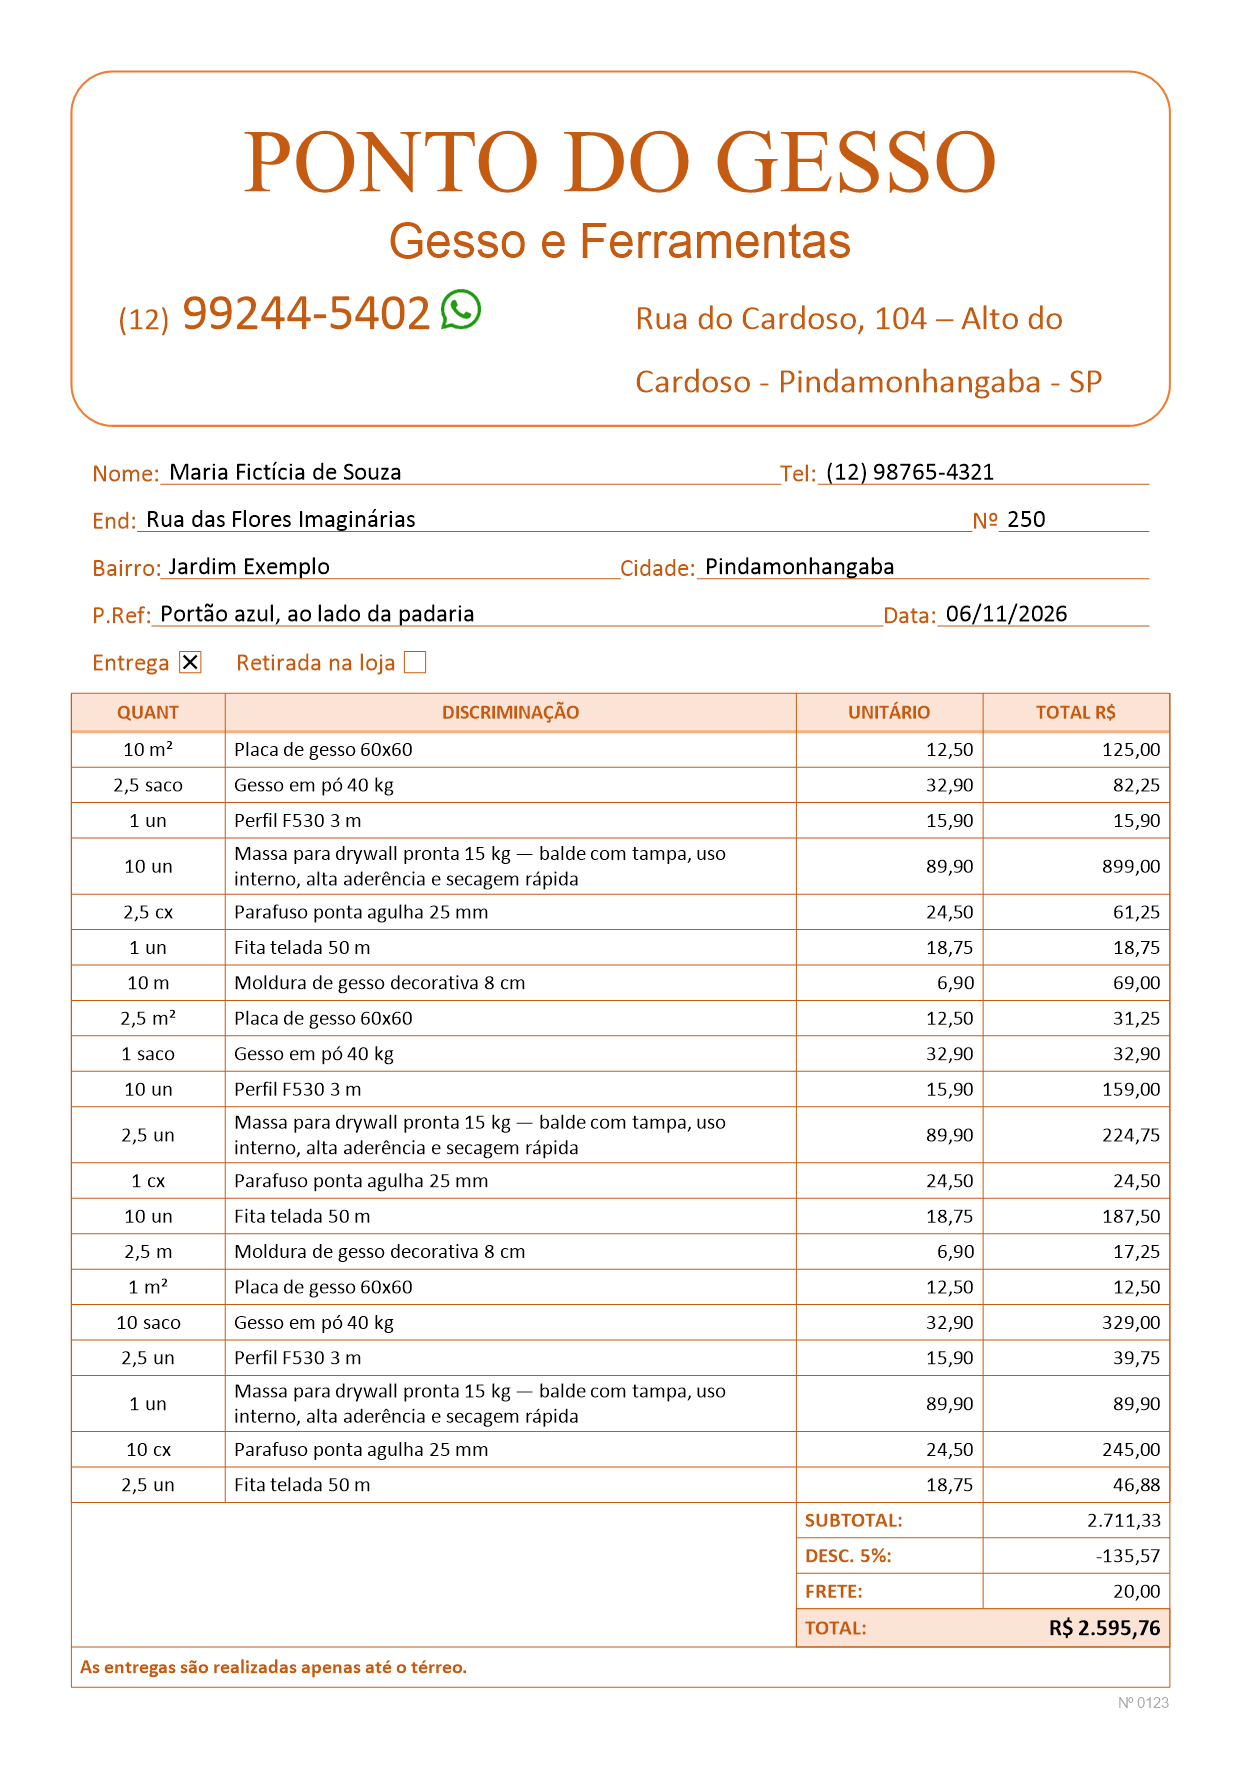 PONTO DO GESSO
Gesso e Ferramentas
(12) 99244-5402
Rua do Cardoso, 104 – Alto do
Cardoso - Pindamonhangaba - SP
Nome: Maria Fictícia de Souza Tel: (12) 98765-4321
End: Rua das Flores Imaginárias Nº 250
Bairro: Jardim Exemplo Cidade: Pindamonhangaba
P.Ref: Portão azul, ao lado da padaria Data: 06/11/2026
Entrega ☒ Retirada na loja ☐
QUANT DISCRIMINAÇÃO UNITÁRIO TOTAL R$
10 m² Placa de gesso 60x60 12,50 125,00
2,5 saco Gesso em pó 40 kg 32,90 82,25
1 un Perfil F530 3 m 15,90 15,90
10 un Massa para drywall pronta 15 kg — balde com tampa, uso
interno, alta aderência e secagem rápida 89,90 899,00
2,5 cx Parafuso ponta agulha 25 mm 24,50 61,25
1 un Fita telada 50 m 18,75 18,75
10 m Moldura de gesso decorativa 8 cm 6,90 69,00
2,5 m² Placa de gesso 60x60 12,50 31,25
1 saco Gesso em pó 40 kg 32,90 32,90
10 un Perfil F530 3 m 15,90 159,00
2,5 un Massa para drywall pronta 15 kg — balde com tampa, uso
interno, alta aderência e secagem rápida 89,90 224,75
1 cx Parafuso ponta agulha 25 mm 24,50 24,50
10 un Fita telada 50 m 18,75 187,50
2,5 m Moldura de gesso decorativa 8 cm 6,90 17,25
1 m² Placa de gesso 60x60 12,50 12,50
10 saco Gesso em pó 40 kg 32,90 329,00
2,5 un Perfil F530 3 m 15,90 39,75
1 un Massa para drywall pronta 15 kg — balde com tampa, uso
interno, alta aderência e secagem rápida 89,90 89,90
10 cx Parafuso ponta agulha 25 mm 24,50 245,00
2,5 un Fita telada 50 m 18,75 46,88
SUBTOTAL: 2.711,33
DESC. 5%: -135,57
FRETE: 20,00
TOTAL: R$ 2.595,76
As entregas são realizadas apenas até o térreo.
Nº 0123